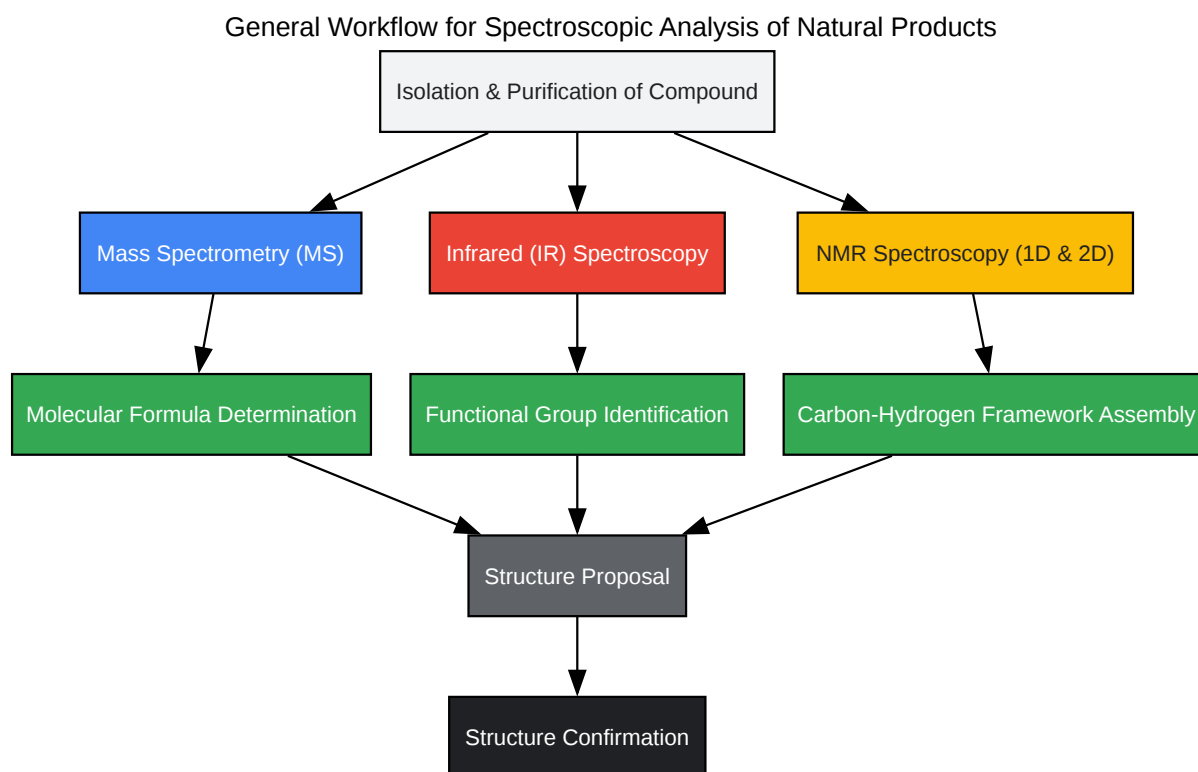 General Workflow for Spectroscopic Analysis of Natural Products
Isolation & Purification of Compound
Mass Spectrometry (MS)
Infrared (IR) Spectroscopy
NMR Spectroscopy (1D & 2D)
Molecular Formula Determination
Functional Group Identification
Carbon-Hydrogen Framework Assembly
Structure Proposal
Structure Confirmation